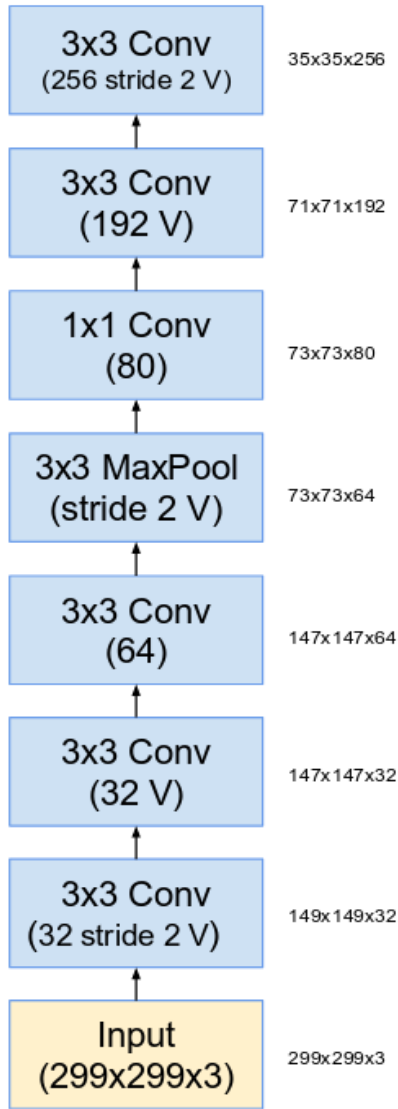 3x3 Conv
(256 stride 2 V)
35x35x256
3x3 Conv
(192 V)
71x71x192
1x1 Conv
(80)
73x73x80
3x3 MaxPool
(stride 2 V)
73x73x64
3x3 Conv
(64)
147x147x64
3x3 Conv
(32 V)
147x147x32
3x3 Conv
(32 stride 2 V)
149x149x32
Input
(299x299x3)
299x299x3